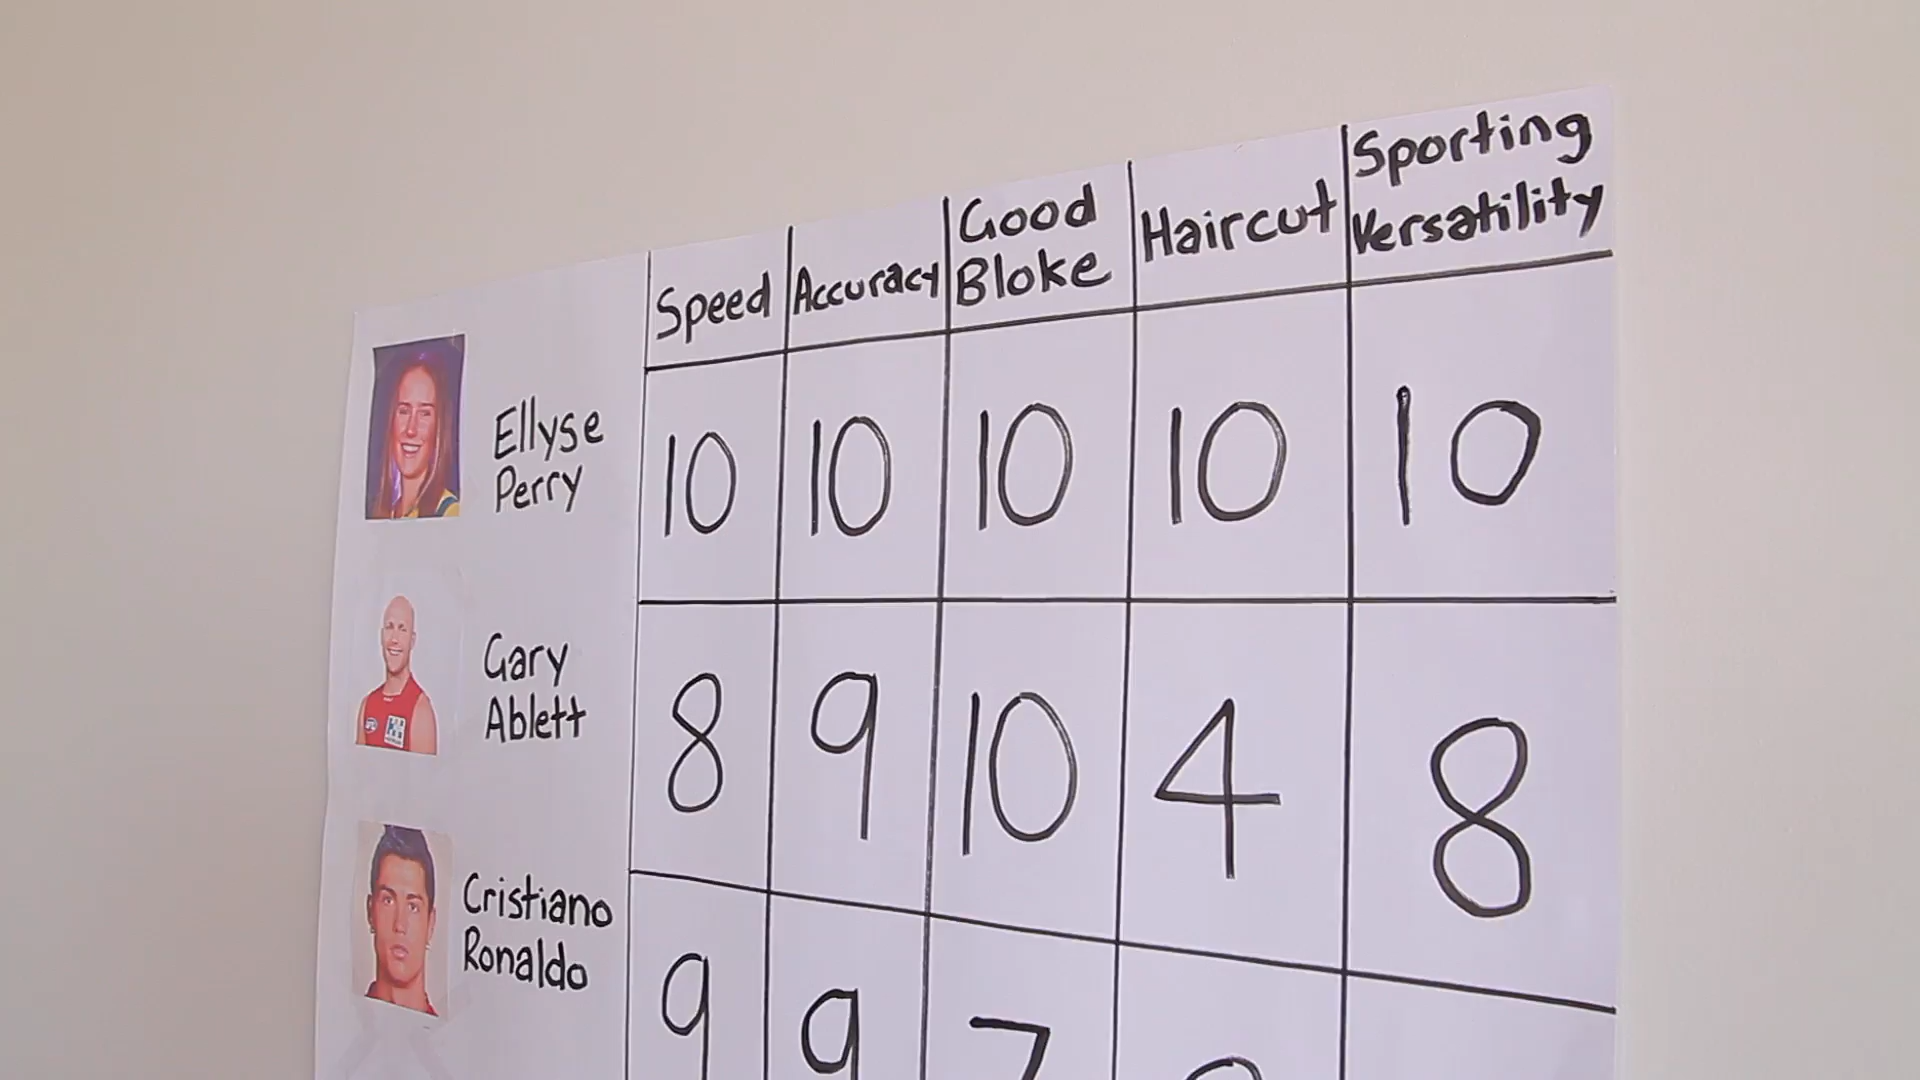 Speed Accuracy Good Bloke Haircut Sporting Versatility
Ellyse Perry 10 10 10 10 10
Gary Ablett 8 9 10 4 8
Cristiano Ronaldo 9 9 7